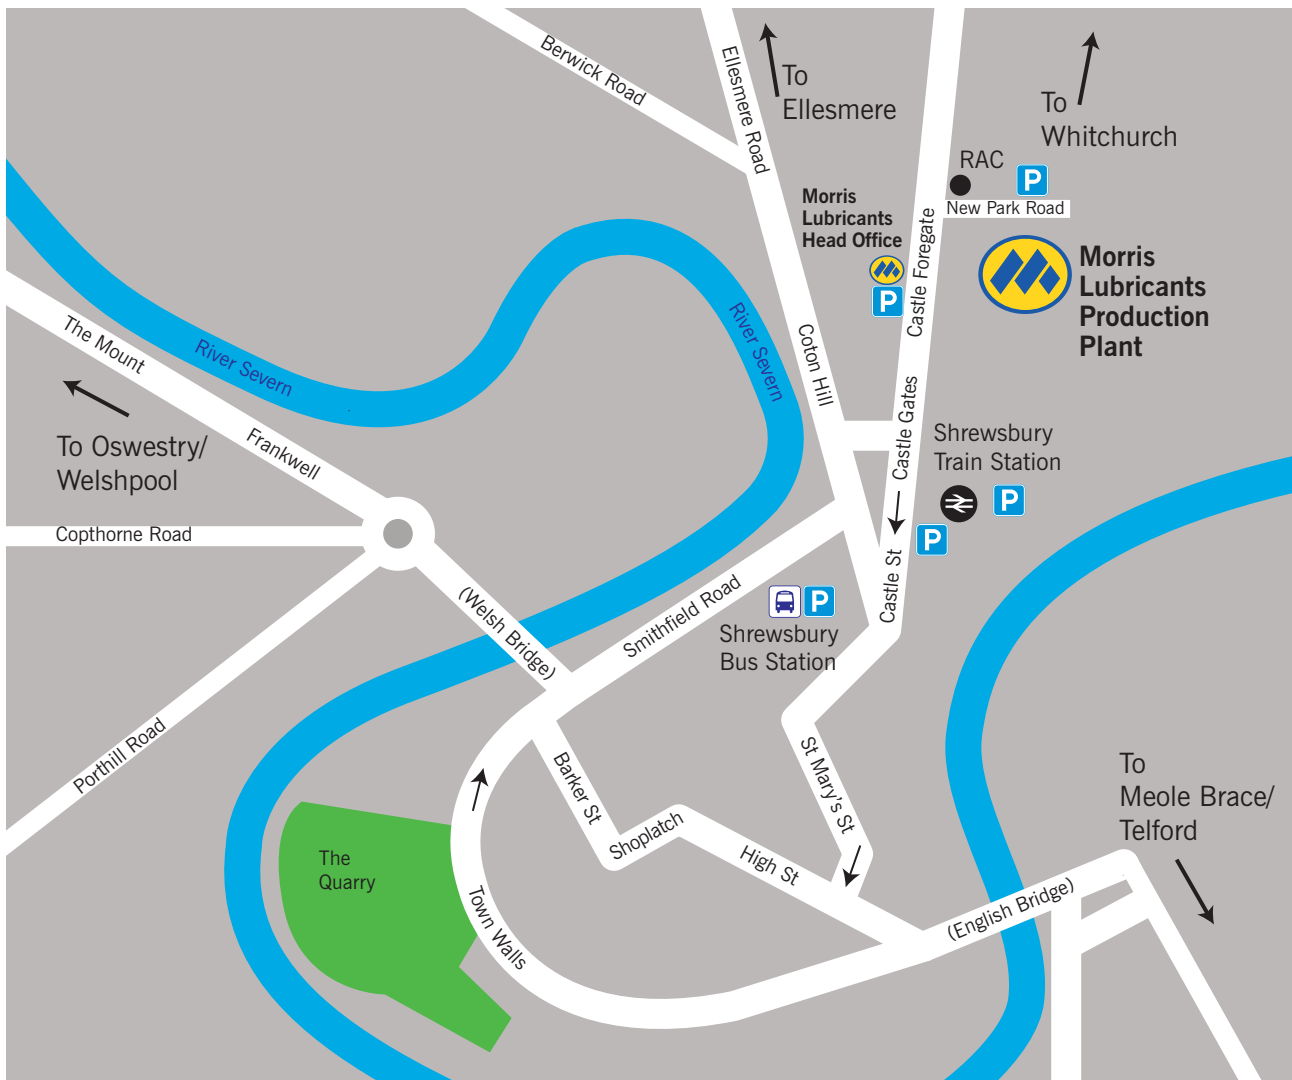 Berwick Road
Ellesmere Road
To
Ellesmere
To
Whitchurch
RAC
P
New Park Road
Morris
Lubricants
Head Office
P
Castle Foregate
Morris
Lubricants
Production
Plant
River Severn
River Severn
The Mount
Coton Hill
To Oswestry/
Welshpool
Frankwell
Castle Gates
Shrewsbury
Train Station
P
P
Copthorne Road
Castle St
(Welsh Bridge)
Smithfield Road
P
Shrewsbury
Bus Station
Porthill Road
Barker St
St Mary's St
To
Meole Brace/
Telford
Shoplatch
High St
The
Quarry
Town Walls
(English Bridge)